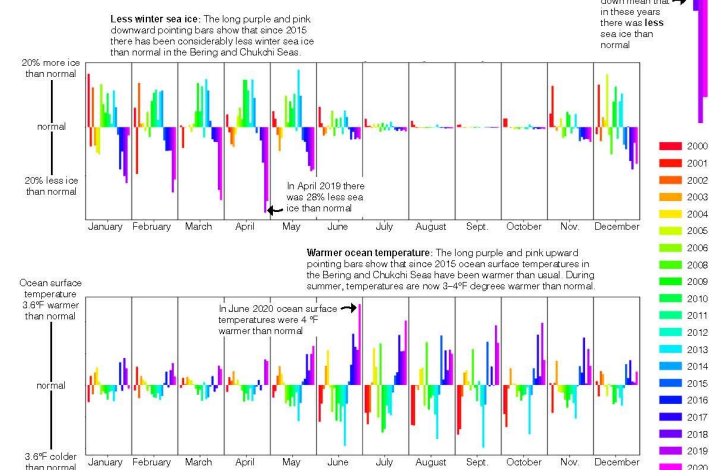 down mean that
in these years
there was less
sea ice than
normal
Less winter sea ice: The long purple and pink
downward pointing bars show that since 2015
there has been considerably less winter sea ice
than normal in the Bering and Chukchi Seas.
20% more ice
than normal
normal
20% less ice
than normal
In April 2019 there
was 28% less sea
ice than normal
January February March April May June July August Sept. October Nov. December
Warmer ocean temperature: The long purple and pink upward
pointing bars show that since 2015 ocean surface temperatures in
the Bering and Chukchi Seas have been warmer than usual. During
summer, temperatures are now 3-4ºF degrees warmer than normal.
Ocean surface
temperature
3.6ºF warmer
than normal
In June 2020 ocean surface
temperatures were 4 ºF
warmer than normal
normal
3.6ºF colder
than normal
January February March April May June July August Sept. October Nov. December
2000
2001
2002
2003
2004
2005
2006
2008
2009
2010
2011
2012
2013
2014
2015
2016
2017
2018
2019
2020